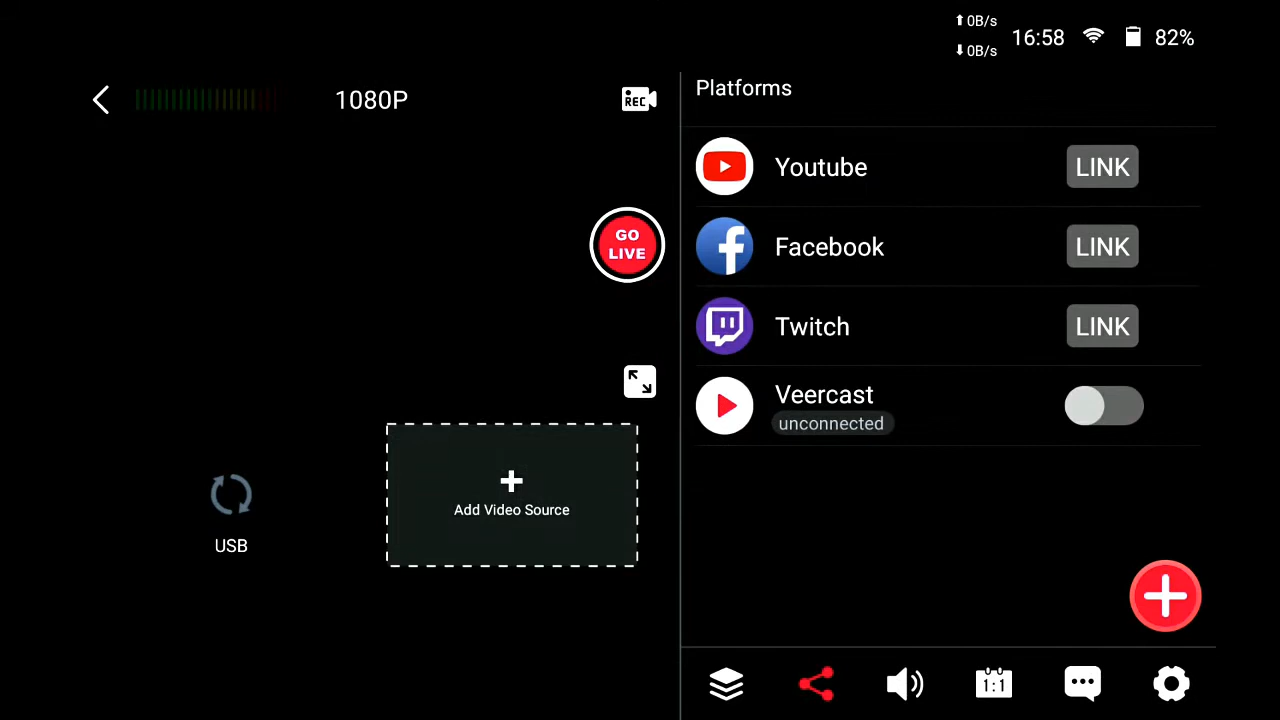 0B/s
0B/s
16:58
82%
1080P
REC
GO
LIVE
Add Video Source
USB
Platforms
Youtube
LINK
Facebook
LINK
Twitch
LINK
Veercast
unconnected
1:1